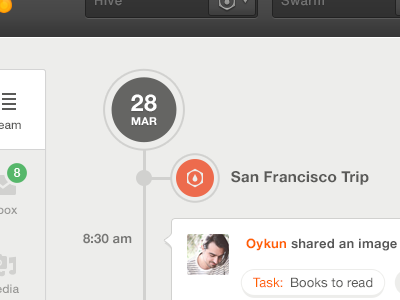 Hive
Swarm
28
MAR
eam
8
box
edia
San Francisco Trip
8:30 am
Oykun shared an image
Task: Books to read